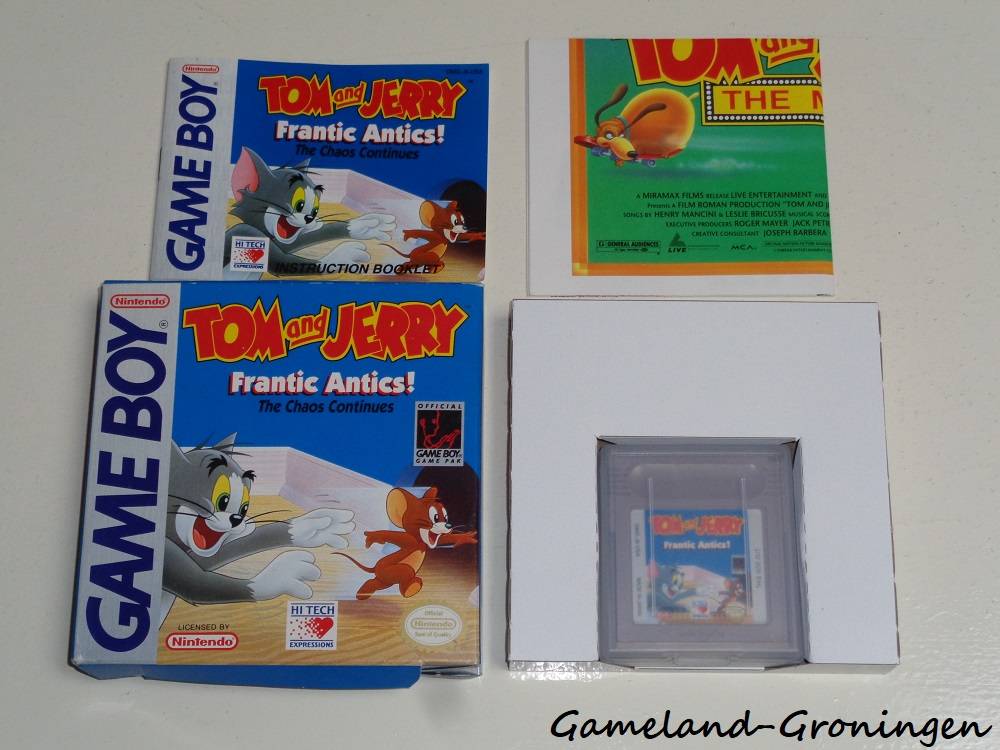 Nintendo
GAME BOY
TOM and JERRY
Frantic Antics!
The Chaos Continues
HI TECH
EXPRESSIONS
INSTRUCTION BOOKLET
TOM and
THE
A MIRAMAX FILMS RELEASE LIVE ENTERTAINMENT
PRESENTS A FILM ROMAN PRODUCTION "TOM AND
SONGS BY HENRY MANCINI & LESLIE BRICUSSE MUSICAL
EXECUTIVE PRODUCERS ROGER MAYER JACK
CREATIVE CONSULTANT JOSEPH BARBERA
G GENERAL AUDIENCES
LIVE
MCA
Nintendo
GAME BOY®
TOM and JERRY
Frantic Antics!
The Chaos Continues
OFFICIAL
GAME BOY®
GAME PAK
LICENSED BY
Nintendo
HI TECH
EXPRESSIONS
Official
Nintendo
Seal of Quality
TOM and JERRY
Frantic Antics!
Gameland-Groningen